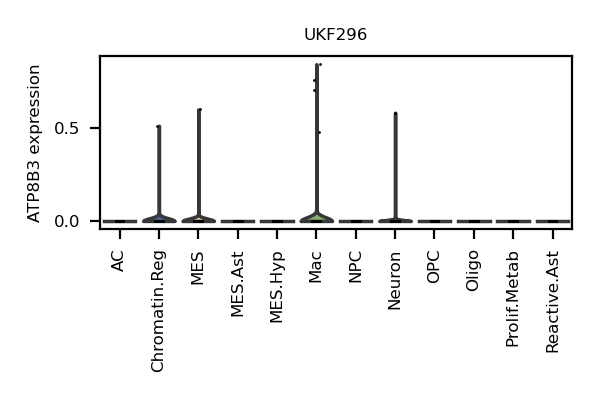 UKF296
ATP8B3 expression
0.5
0.0
AC
Chromatin.Reg
MES
MES.Ast
MES.Hyp
Mac
NPC
Neuron
OPC
Oligo
Prolif.Metab
Reactive.Ast